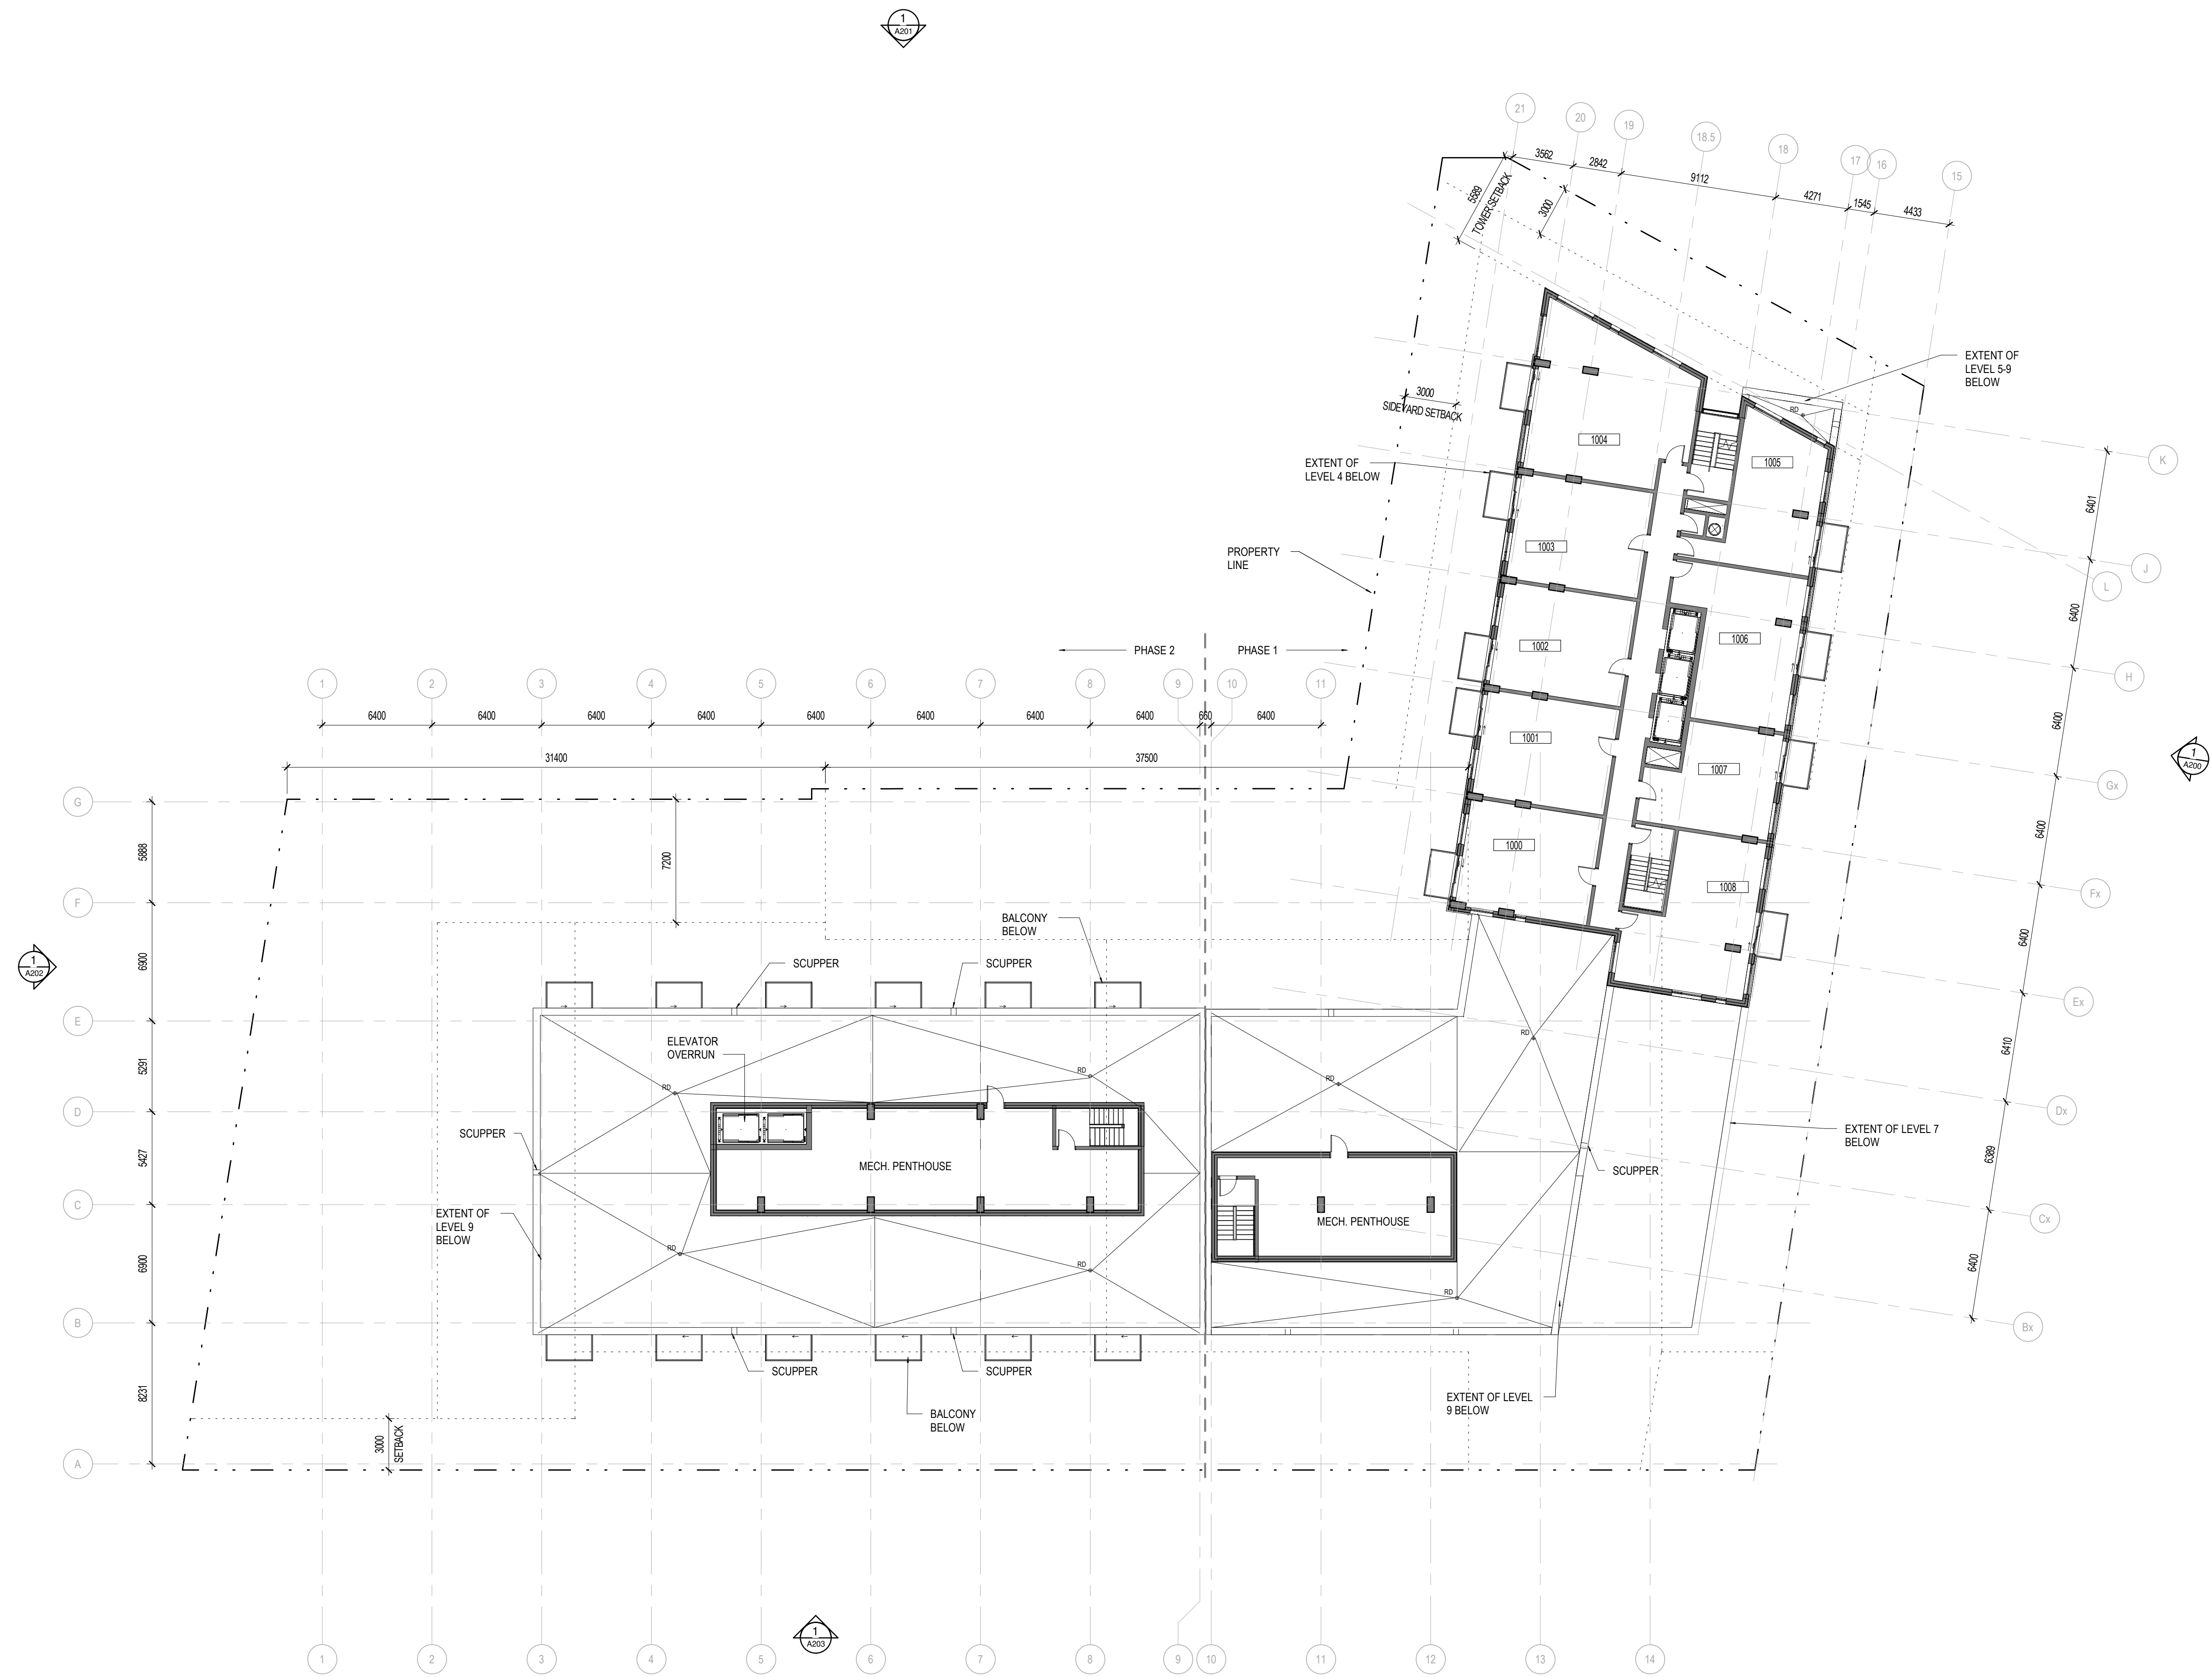 1
A201
21
20
19
18.5
18
17
16
15
3562
2842
9112
4271
1545
4433
5589
TOWER SETBACK
3000
3000
SIDEYARD SETBACK
EXTENT OF
LEVEL 5-9
BELOW
RD
1004
1005
EXTENT OF
LEVEL 4 BELOW
K
6401
1003
PROPERTY
LINE
J
L
6400
1002
1006
PHASE 2
PHASE 1
H
1
2
3
4
5
6
7
8
9
10
11
6400
6400
6400
6400
6400
6400
6400
6400
660
6400
6400
1001
1007
31400
37500
1
A200
Gx
G
5888
7200
6400
1000
1008
Fx
F
BALCONY
BELOW
6400
6900
SCUPPER
SCUPPER
1
A202
Ex
E
RD
ELEVATOR
OVERRUN
6410
5291
RD
RD
RD
Dx
D
SCUPPER
EXTENT OF LEVEL 7
BELOW
5427
MECH. PENTHOUSE
SCUPPER
6389
C
EXTENT OF
LEVEL 9
BELOW
MECH. PENTHOUSE
Cx
RD
RD
RD
6900
6400
B
Bx
SCUPPER
SCUPPER
8231
BALCONY
BELOW
EXTENT OF LEVEL
9 BELOW
3000
SETBACK
A
1
A203
1
2
3
4
5
6
7
8
9
10
11
12
13
14